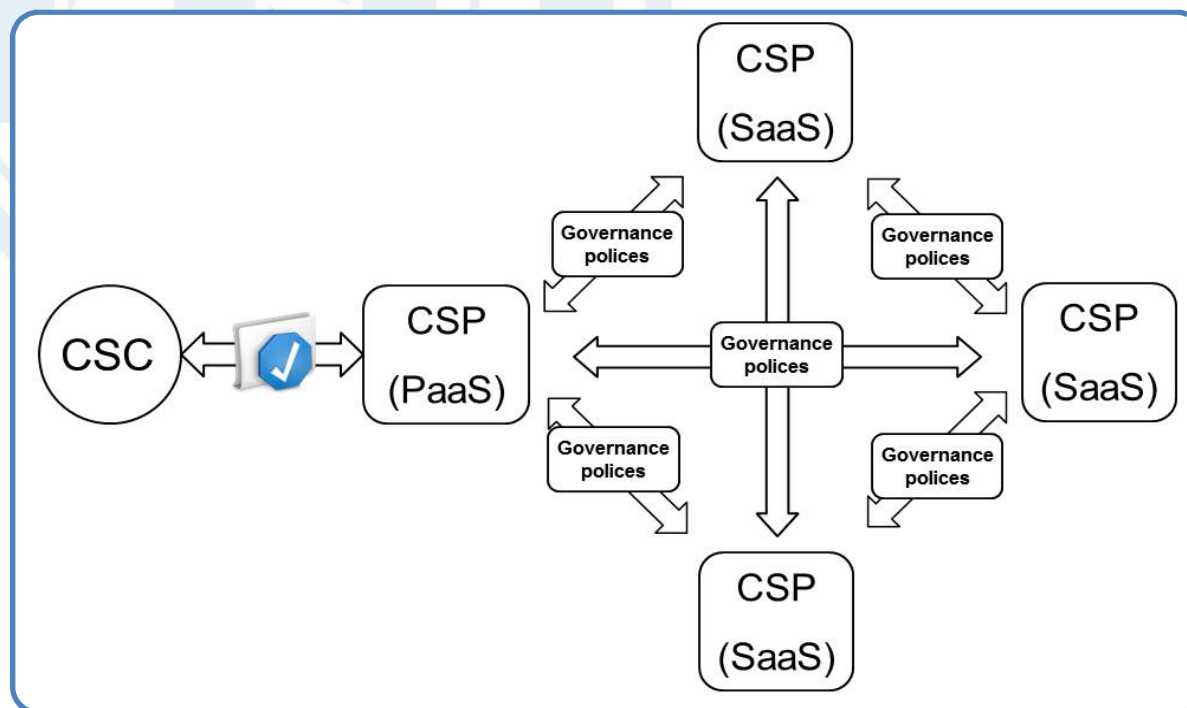 CSP
(SaaS)
Governance
polices
Governance
polices
CSC
CSP
(PaaS)
Governance
polices
CSP
(SaaS)
Governance
polices
Governance
polices
CSP
(SaaS)